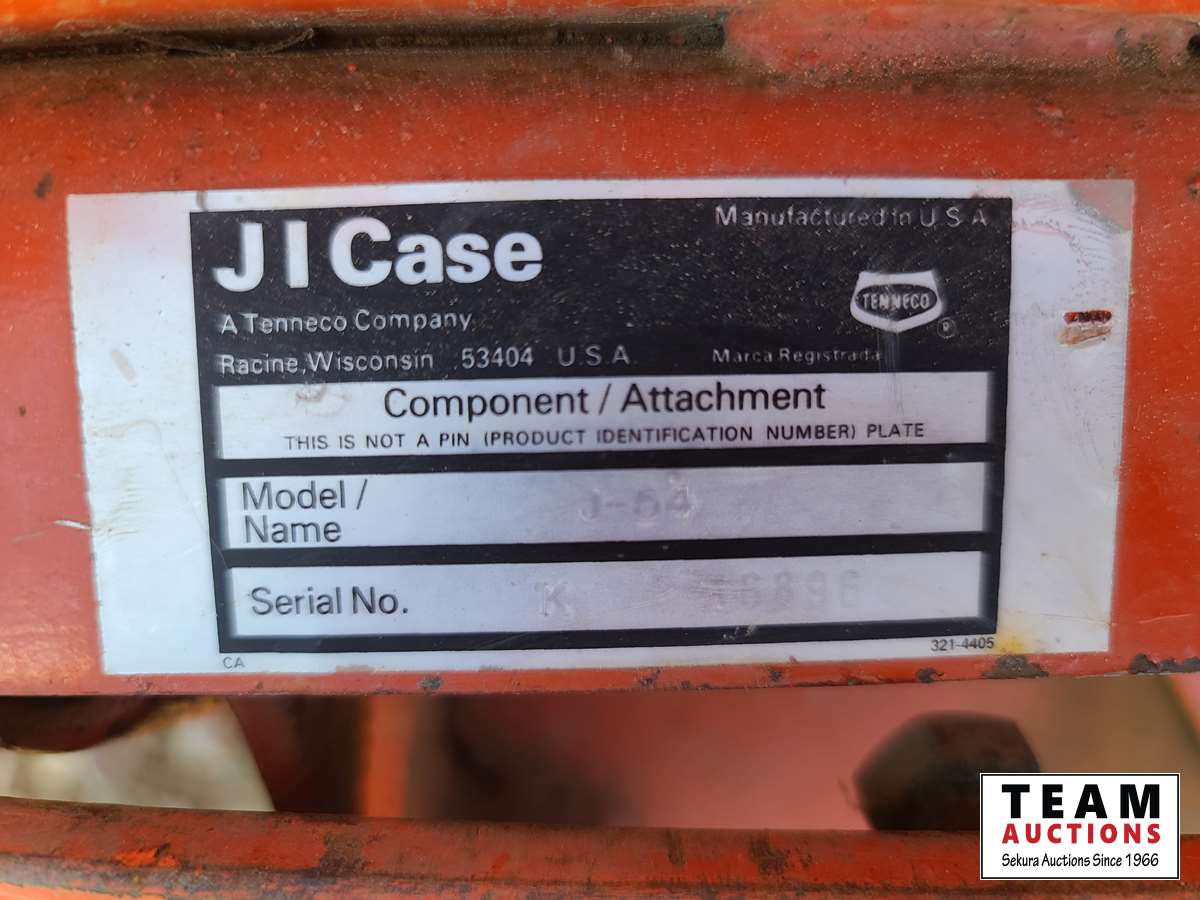 J I Case
Manufactured in U S A
A Tenneco Company
TENNECO
®
Racine, Wisconsin 53404 U.S.A
Marca Registrada
Component / Attachment
THIS IS NOT A PIN (PRODUCT IDENTIFICATION NUMBER) PLATE
Model /
Name
Serial No.
K
CA
321-4405
TEAM
AUCTIONS
Sekura Auctions Since 1966